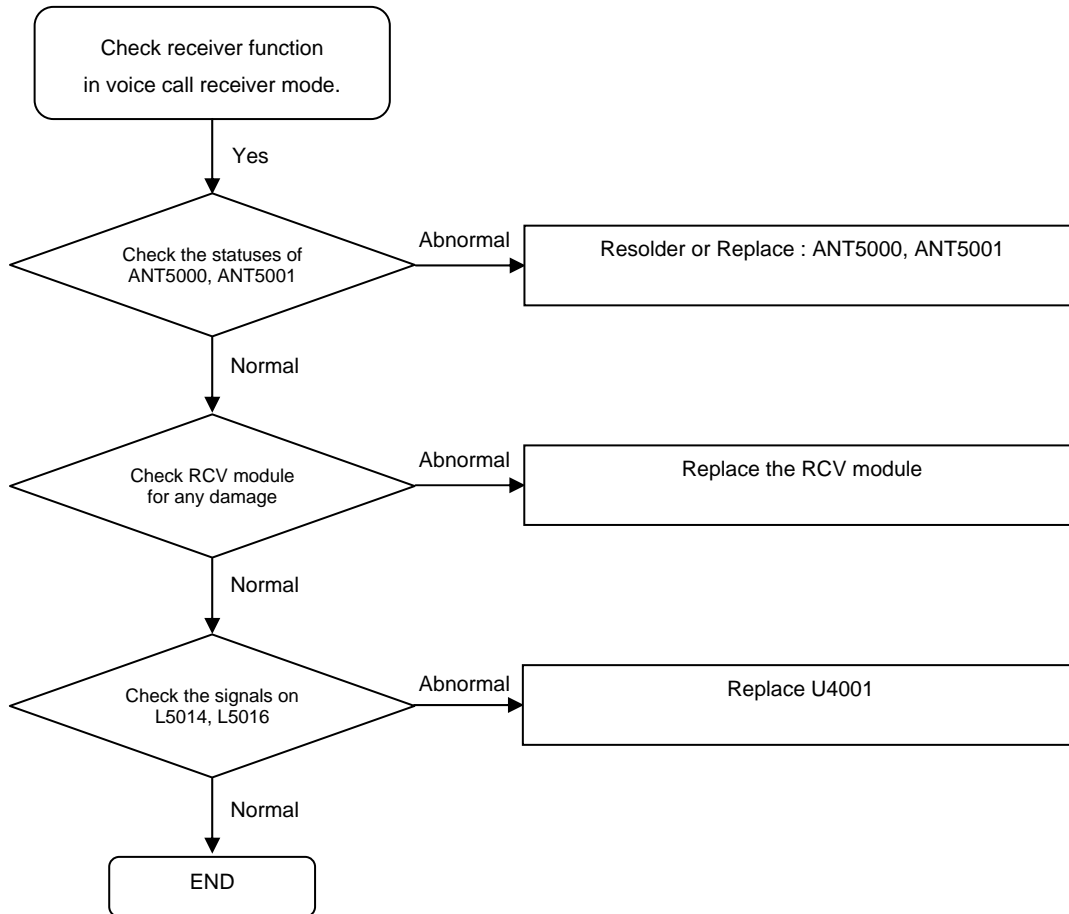 Check receiver function
in voice call receiver mode.
Yes
Check the statuses of
ANT5000, ANT5001
Abnormal
Resolder or Replace : ANT5000, ANT5001
Normal
Check RCV module
for any damage
Abnormal
Replace the RCV module
Normal
Check the signals on
L5014, L5016
Abnormal
Replace U4001
Normal
END